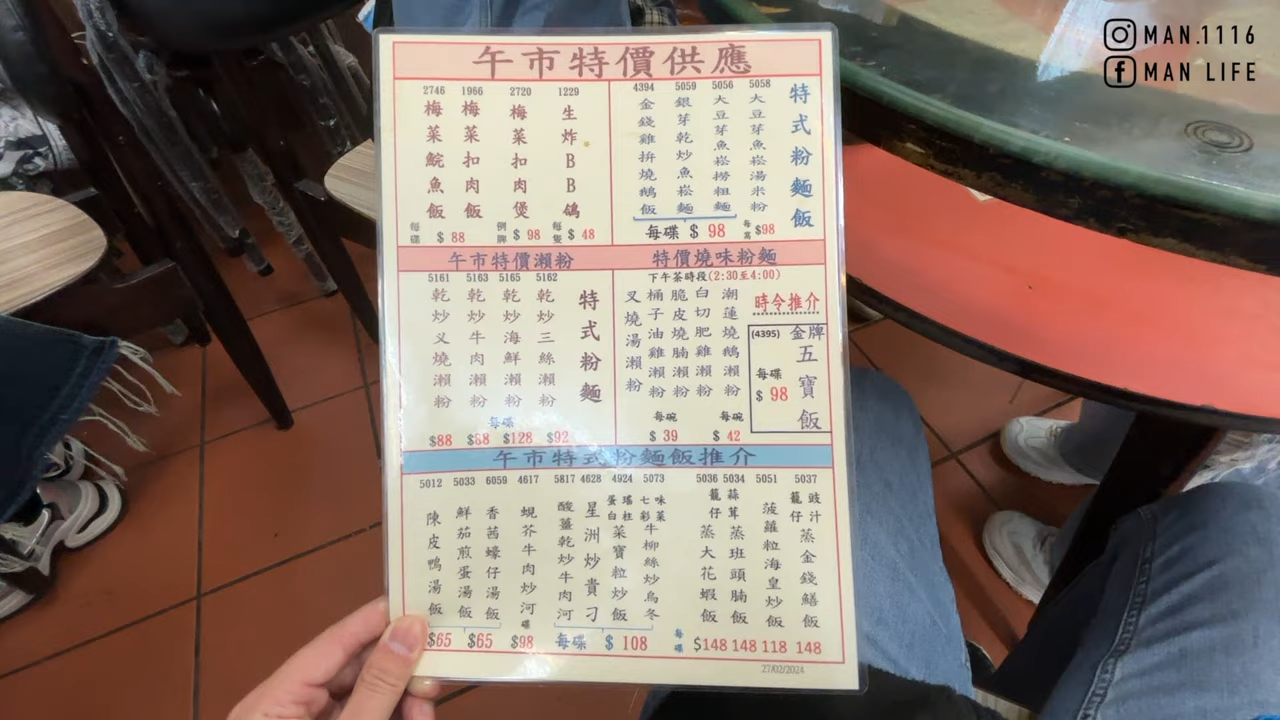 MAN.1116
MAN LIFE
午市特價供應
2746 梅菜鯇魚飯 每碟 $ 88
1966 梅菜扣肉飯
2720 梅菜扣肉煲 例牌 $ 98
1229 生炸BB鴿 每隻 $ 48
特式粉麵飯
5058 大豆芽魚崧湯米粉
5056 大豆芽魚崧撈粗麵
5059 銀芽乾炒魚崧麵
4394 金錢雞拼燒鵝飯
每碟 $ 98
$98
午市特價瀨粉
特式粉麵
5162 乾炒三絲瀨粉
5165 乾炒海鮮瀨粉
5163 乾炒牛肉瀨粉
5161 乾炒叉燒瀨粉
每碟
$88 $88 $128 $92
特價燒味粉麵
下午茶時段(2:30至4:00)
潮蓮燒鵝瀨粉
白切肥雞瀨粉
脆皮燒腩瀨粉
桶子油雞瀨粉
叉燒湯瀨粉
每碗 $ 39
每碗 $ 42
時令推介
(4395) 金牌五寶飯
每碟 $ 98
午市特式粉麵飯推介
5012 陳皮鴨湯飯
5033 鮮茄煎蛋湯飯
6059 香茜蠔仔湯飯
4617 蜆芥牛肉炒河
5817 酸薑乾炒牛肉河
4628 星洲炒貴刁
4924 蛋白瑤柱菜寶粒炒飯
5073 七彩味菜牛柳絲炒烏冬
5036 籠仔蒸大花蝦飯
5034 蒜茸蒸班頭腩飯
5051 菠蘿粒海皇炒飯
5037 籠仔豉汁蒸金錢鱔飯
$65 $65 碟 $98 每碟 $ 108 每碟 $148 148 118 148
27/02/2024